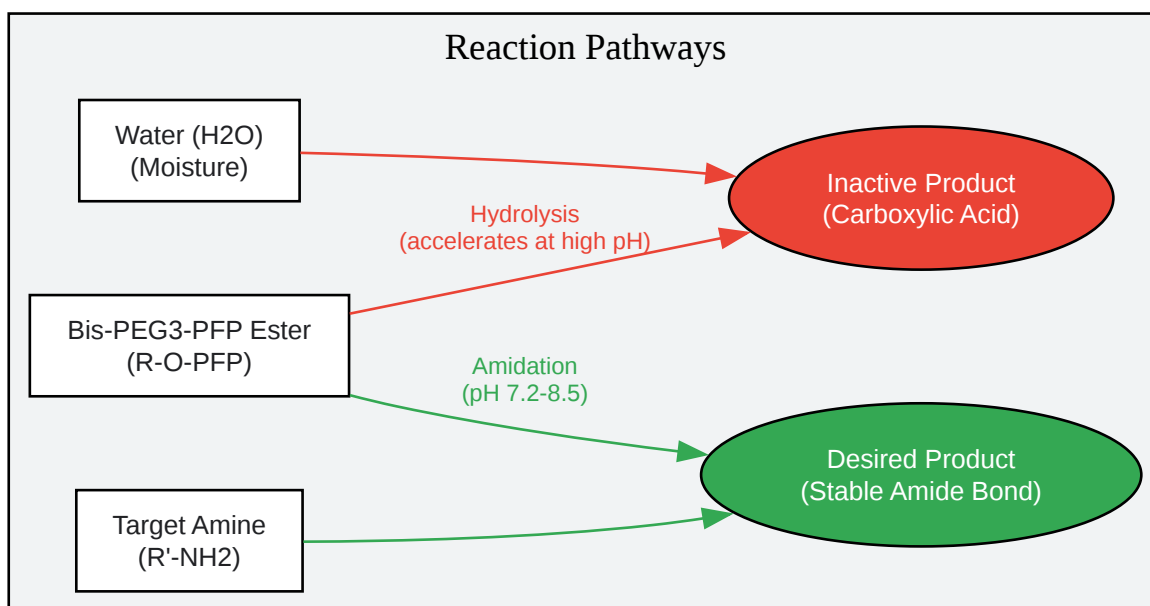 Reaction Pathways
Water (H2O)
(Moisture)
Inactive Product
(Carboxylic Acid)
Hydrolysis
(accelerates at high pH)
Bis-PEG3-PFP Ester
(R-O-PFP)
Amidation
(pH 7.2-8.5)
Desired Product
(Stable Amide Bond)
Target Amine
(R'-NH2)